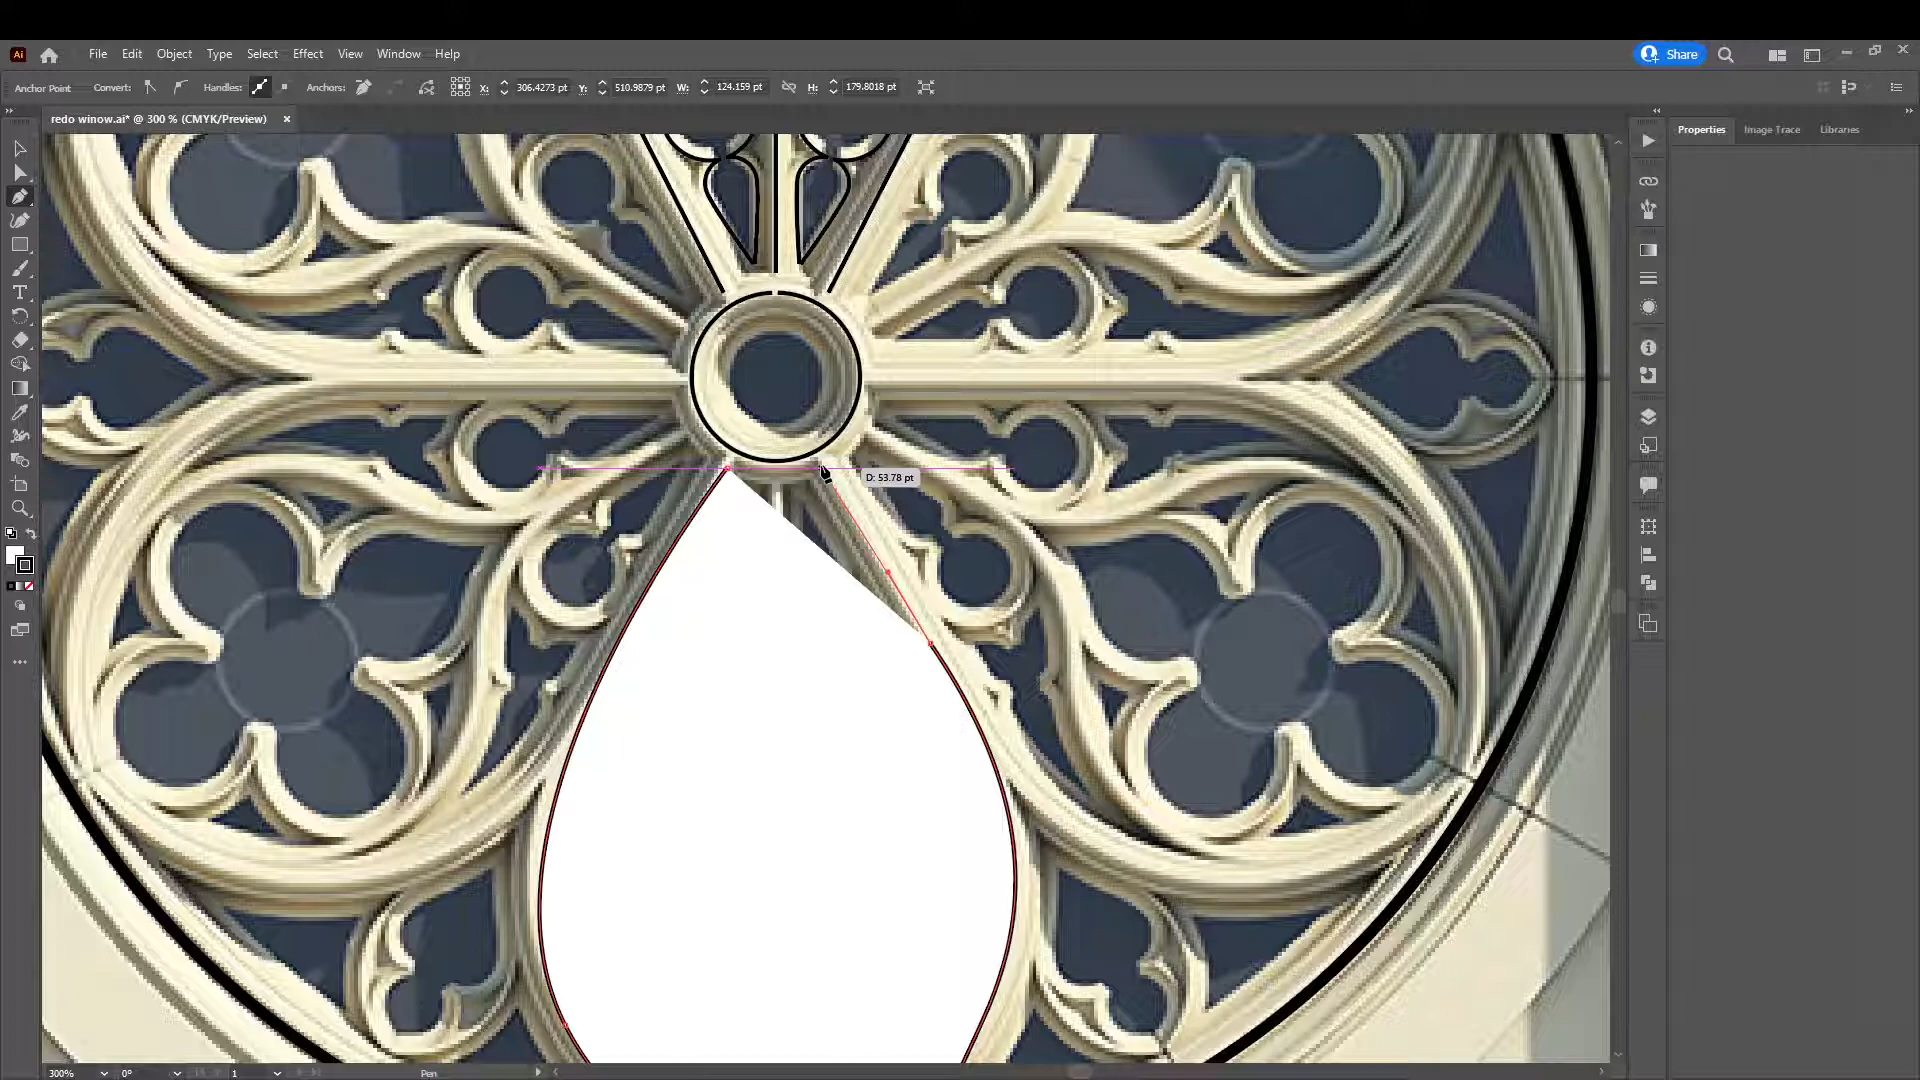 Ai File Edit Object Type Select Effect View Window Help Share
Anchor Point Convert: Handles: Anchors: X: 306.4273 pt Y: 510.9879 pt W: 124.159 pt H: 179.8018 pt
redo winow.ai* @ 300 % (CMYK/Preview) ×
Properties Image Trace Libraries
D: 53.78 pt
300% 0° 1 Pen